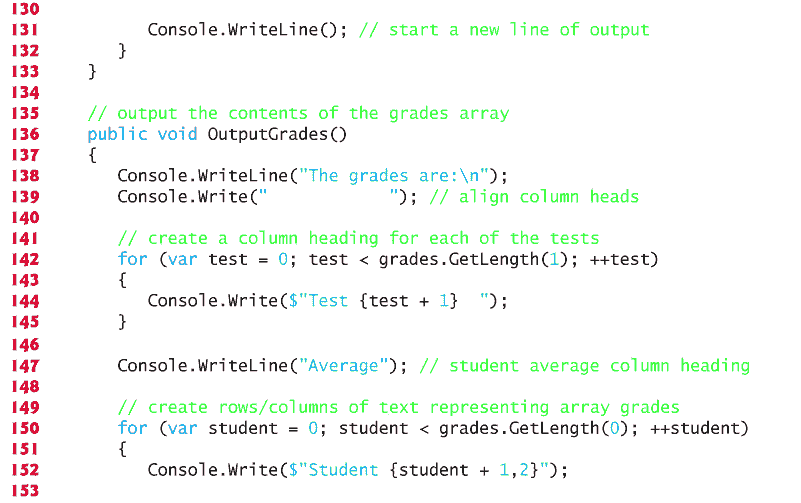 130
131 Console.WriteLine(); // start a new line of output
132 }
133 }
134
135 // output the contents of the grades array
136 public void OutputGrades()
137 {
138 Console.WriteLine("The grades are:\n");
139 Console.Write("            "); // align column heads
140
141 // create a column heading for each of the tests
142 for (var test = 0; test < grades.GetLength(1); ++test)
143 {
144 Console.Write($"Test {test + 1}  ");
145 }
146
147 Console.WriteLine("Average"); // student average column heading
148
149 // create rows/columns of text representing array grades
150 for (var student = 0; student < grades.GetLength(0); ++student)
151 {
152 Console.Write($"Student {student + 1,2}");
153